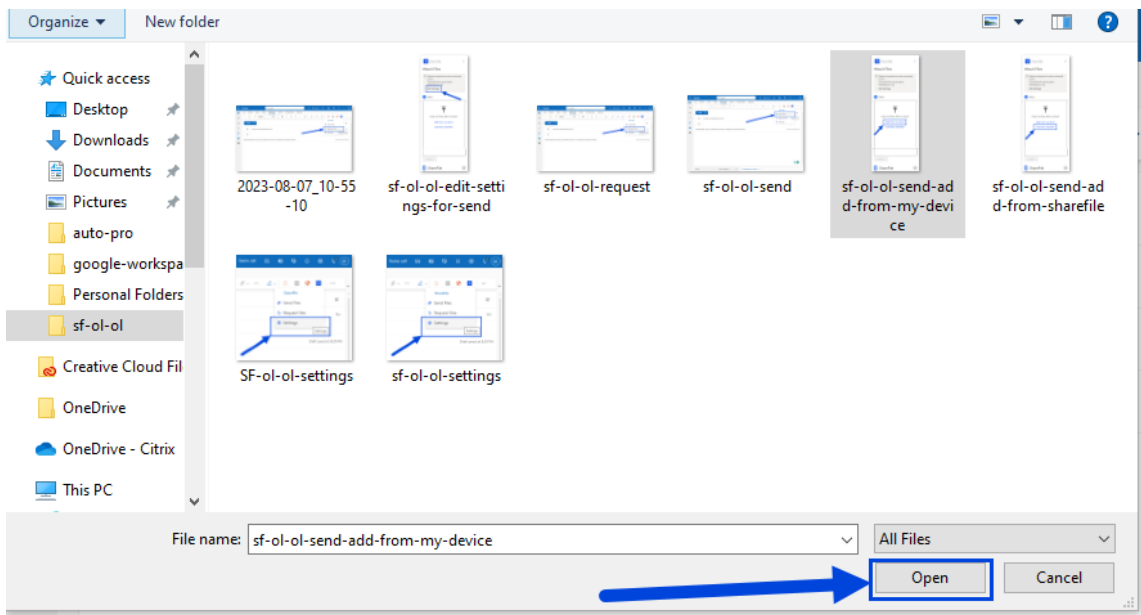 Organize New folder
Quick access
Desktop
Downloads
Documents
Pictures
auto-pro
google-workspa
Personal Folders
sf-ol-ol
Creative Cloud Fil
OneDrive
OneDrive - Citrix
This PC
2023-08-07_10-55
-10
sf-ol-ol-edit-setti
ngs-for-send
sf-ol-ol-request
sf-ol-ol-send
sf-ol-ol-send-ad
d-from-my-devi
ce
sf-ol-ol-send-ad
d-from-sharefile
SF-ol-ol-settings
sf-ol-ol-settings
File name: sf-ol-ol-send-add-from-my-device
All Files
Open Cancel